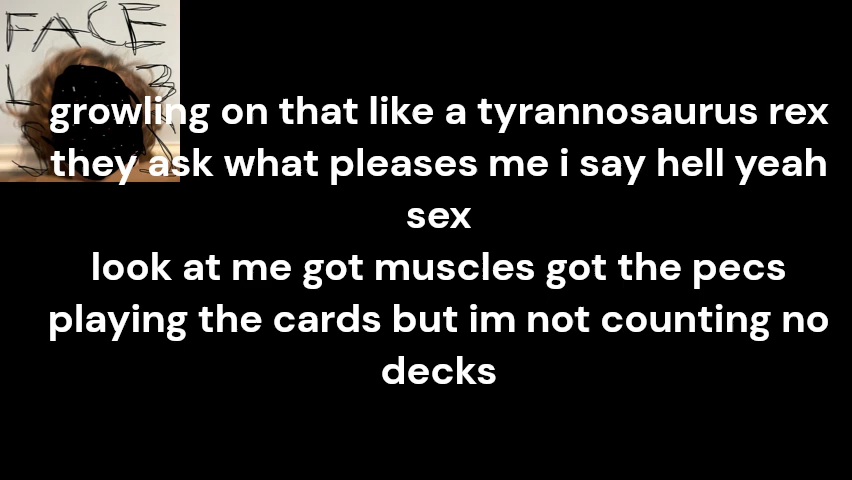 FACE
growling on that like a tyrannosaurus rex
they ask what pleases me i say hell yeah
sex
look at me got muscles got the pecs
playing the cards but im not counting no
decks